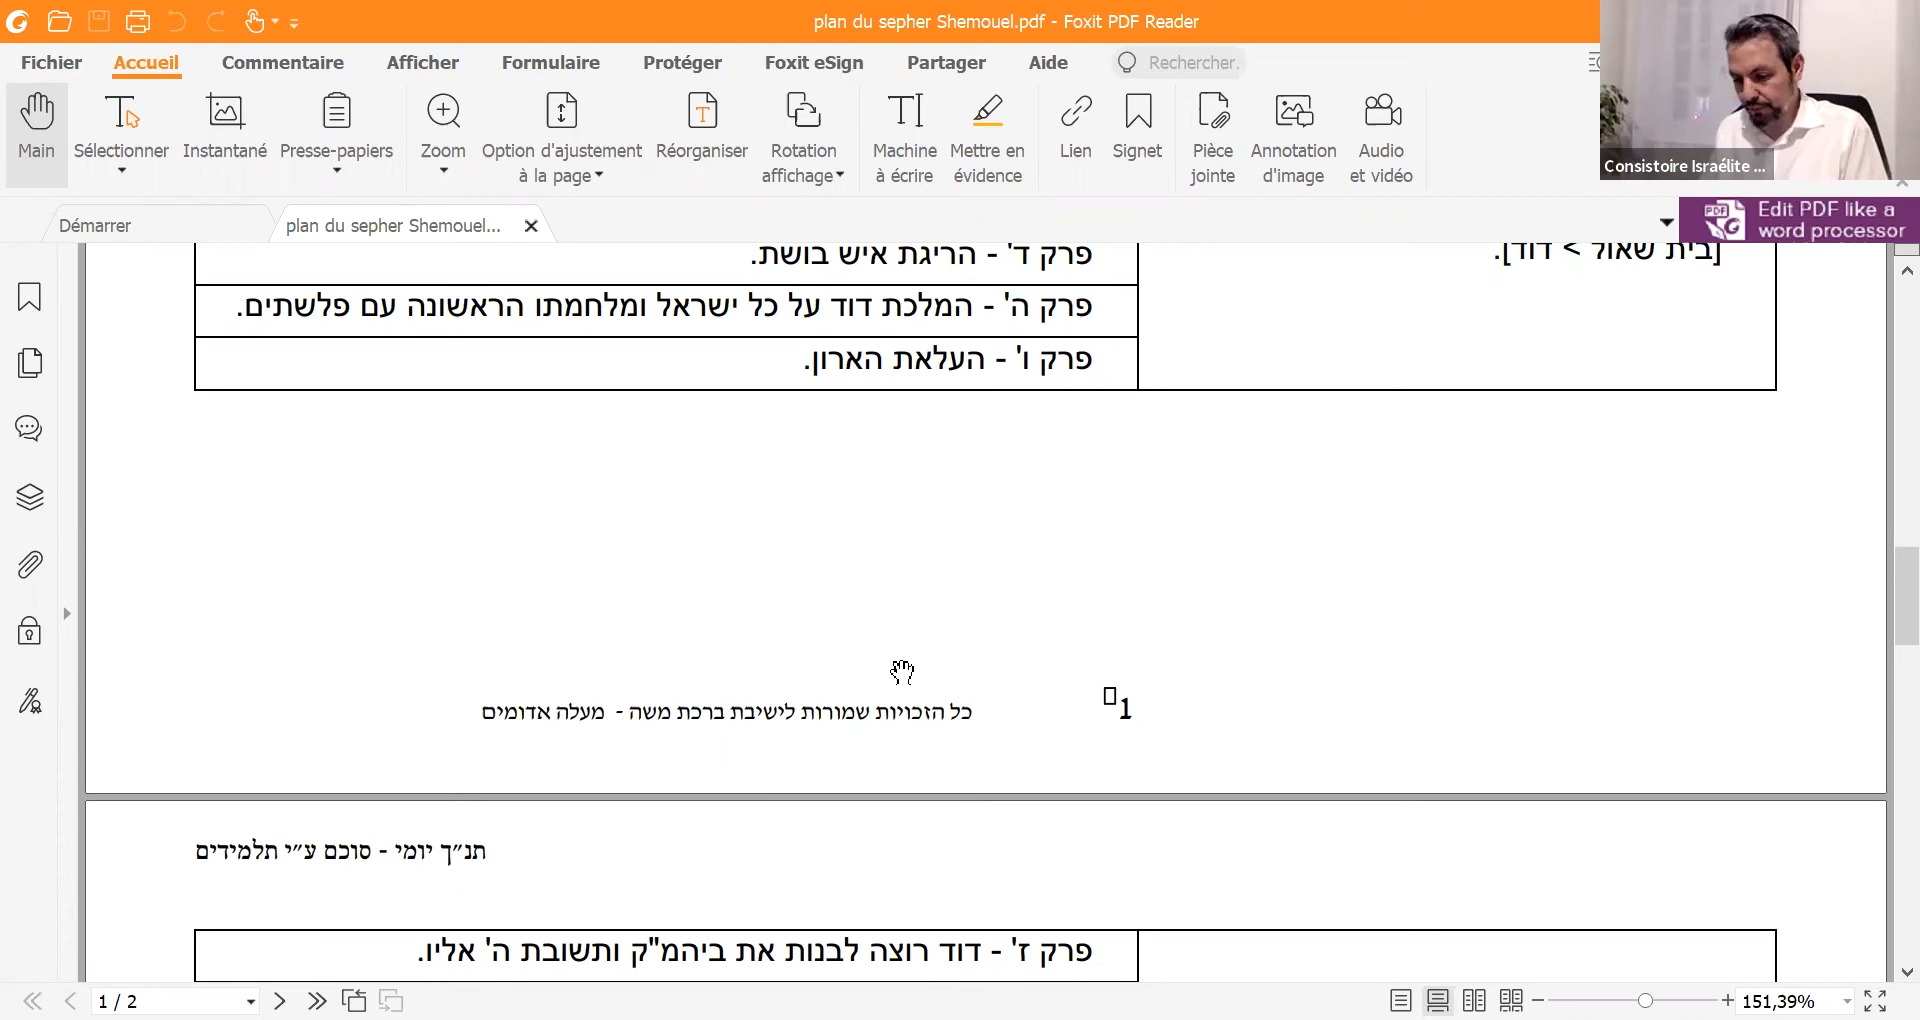 plan du sepher Shemouel.pdf - Foxit PDF Reader
Fichier Accueil Commentaire Afficher Formulaire Protéger Foxit eSign Partager Aide Rechercher.
Main Sélectionner Instantané Presse-papiers Zoom Option d'ajustement à la page Réorganiser Rotation affichage Machine à écrire Mettre en évidence Lien Signet Pièce jointe Annotation d'image Audio et vidéo
Consistoire Israélite ...
Démarrer plan du sepher Shemouel...
Edit PDF like a
word processor
[בית שאול > דוד].
פרק ד' - הריגת איש בושת.
פרק ה' - המלכת דוד על כל ישראל ומלחמתו הראשונה עם פלשתים.
פרק ו' - העלאת הארון.
1
כל הזכויות שמורות לישיבת ברכת משה - מעלה אדומים
תנ״ך יומי - סוכם ע״י תלמידים
פרק ז' - דוד רוצה לבנות את ביהמ"ק ותשובת ה' אליו.
1 / 2
151,39%